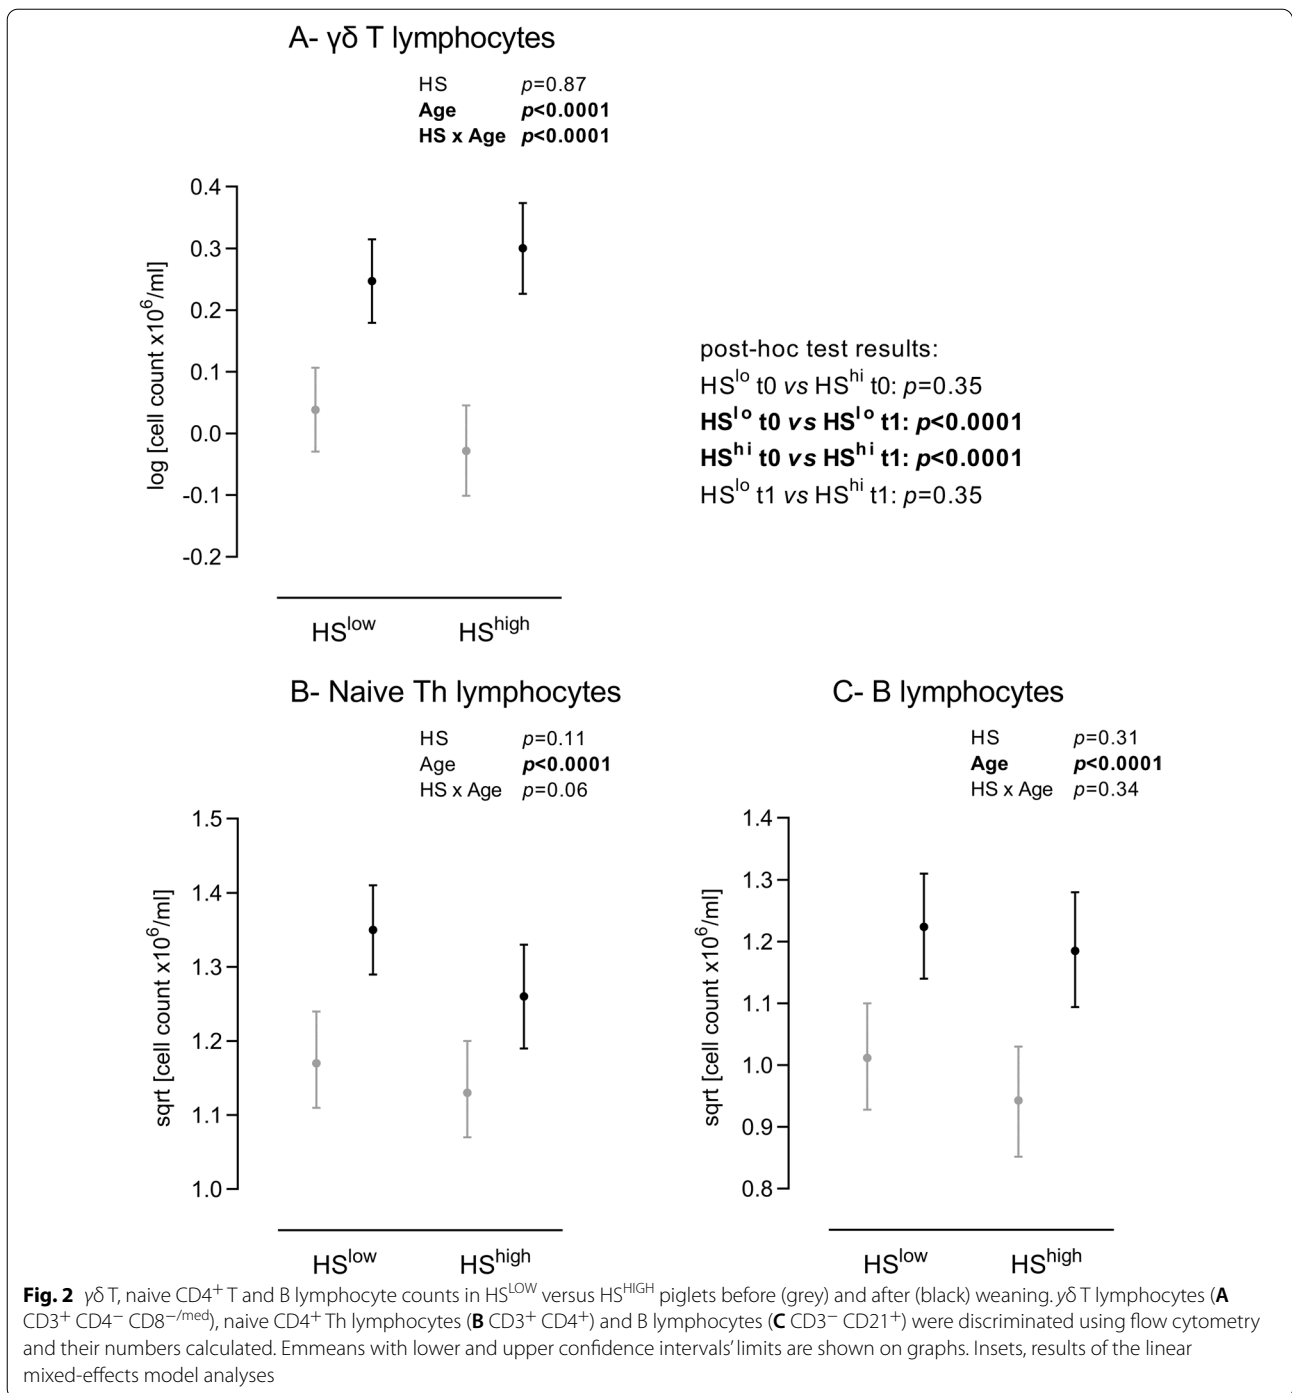 A- γδ T lymphocytes
HS p=0.87
Age p<0.0001
HS x Age p<0.0001
log [cell count x10⁶/ml]
0.4
0.3
0.2
0.1
0.0
-0.1
-0.2
HSˡᵒʷ HSʰⁱᵍʰ
post-hoc test results:
HSˡᵒ t0 vs HSʰⁱ t0: p=0.35
HSˡᵒ t0 vs HSˡᵒ t1: p<0.0001
HSʰⁱ t0 vs HSʰⁱ t1: p<0.0001
HSˡᵒ t1 vs HSʰⁱ t1: p=0.35
B- Naive Th lymphocytes
HS p=0.11
Age p<0.0001
HS x Age p=0.06
sqrt [cell count x10⁶/ml]
1.5
1.4
1.3
1.2
1.1
1.0
HSˡᵒʷ HSʰⁱᵍʰ
C- B lymphocytes
HS p=0.31
Age p<0.0001
HS x Age p=0.34
sqrt [cell count x10⁶/ml]
1.4
1.3
1.2
1.1
1.0
0.9
0.8
HSˡᵒʷ HSʰⁱᵍʰ
Fig. 2 γδ T, naive CD4⁺ T and B lymphocyte counts in HSᴸᴼᵂ versus HSᴴᴵᴳᴴ piglets before (grey) and after (black) weaning. γδ T lymphocytes (A
CD3⁺ CD4⁻ CD8⁻/ᵐᵉᵈ), naive CD4⁺ Th lymphocytes (B CD3⁺ CD4⁺) and B lymphocytes (C CD3⁻ CD21⁺) were discriminated using flow cytometry
and their numbers calculated. Emmeans with lower and upper confidence intervals' limits are shown on graphs. Insets, results of the linear
mixed-effects model analyses